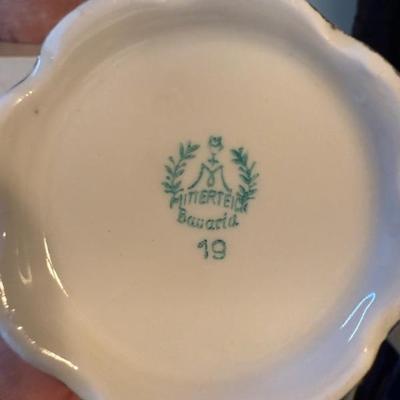 M
MITTERTEICH
Bavaria
19